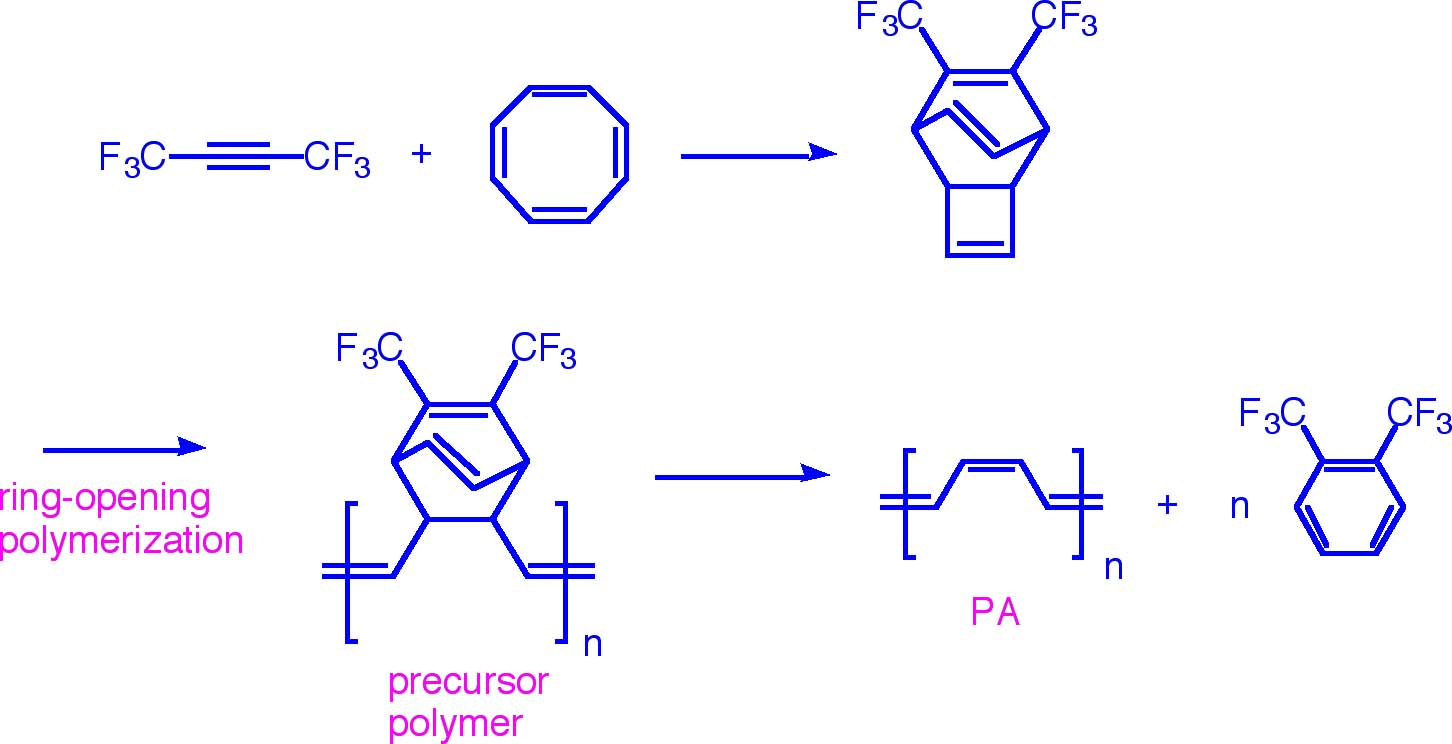 F₃C CF₃
F₃C CF₃ +
F₃C CF₃
ring-opening
polymerization
n
precursor
polymer
n
PA
+ n
F₃C CF₃